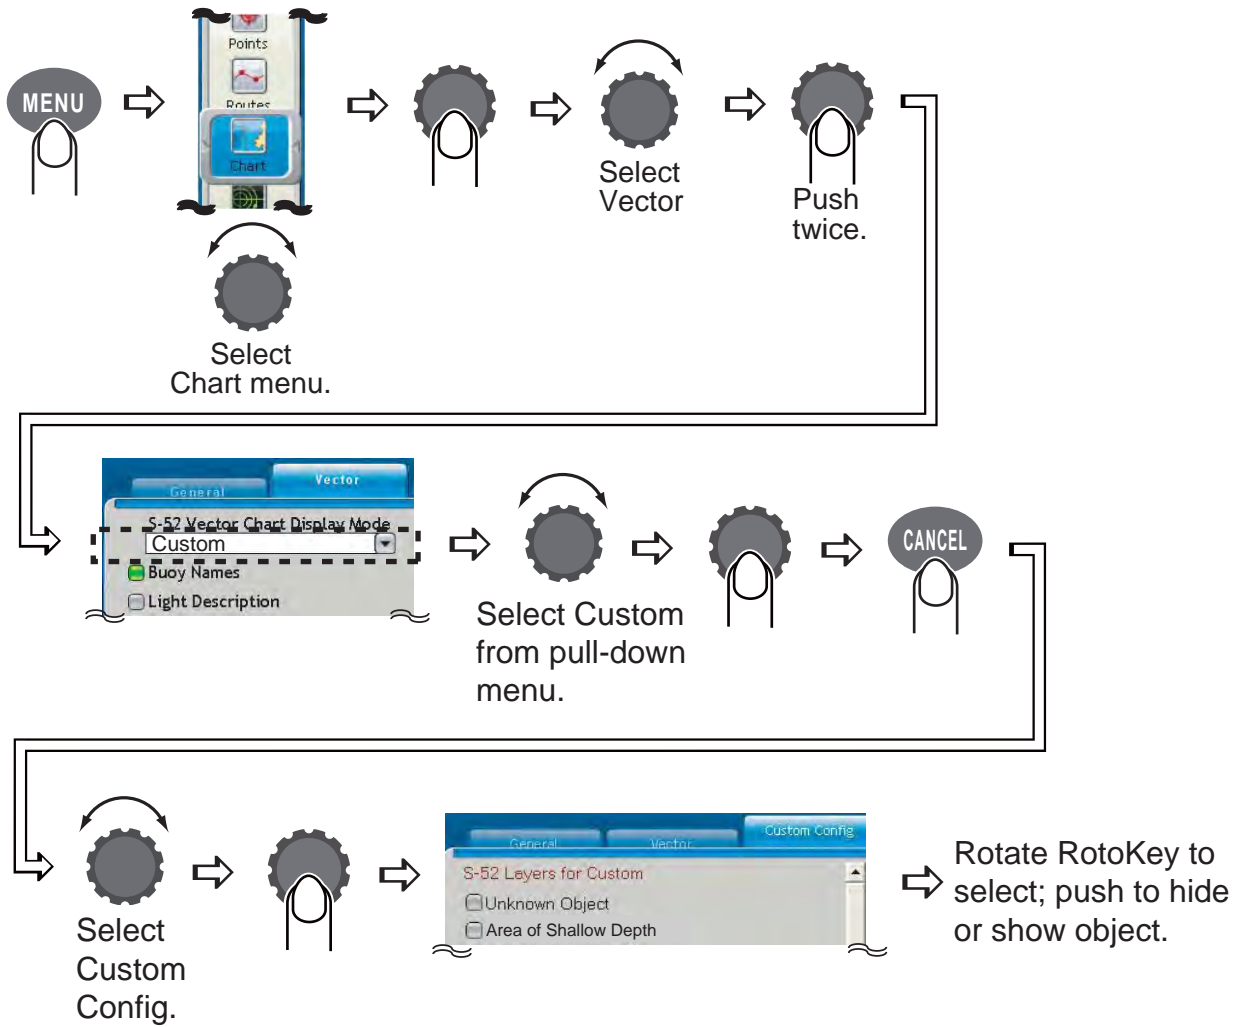 Points
MENU
Routes
Chart
Select
Vector
Push
twice.
Select
Chart menu.
General
Vector
S-52 Vector Chart Display Mode
Custom
Buoy Names
Light Description
Select Custom
from pull-down
menu.
CANCEL
Select
Custom
Config.
General
Vector
Custom Config
S-52 Layers for Custom
Unknown Object
Area of Shallow Depth
Rotate RotoKey to
select; push to hide
or show object.